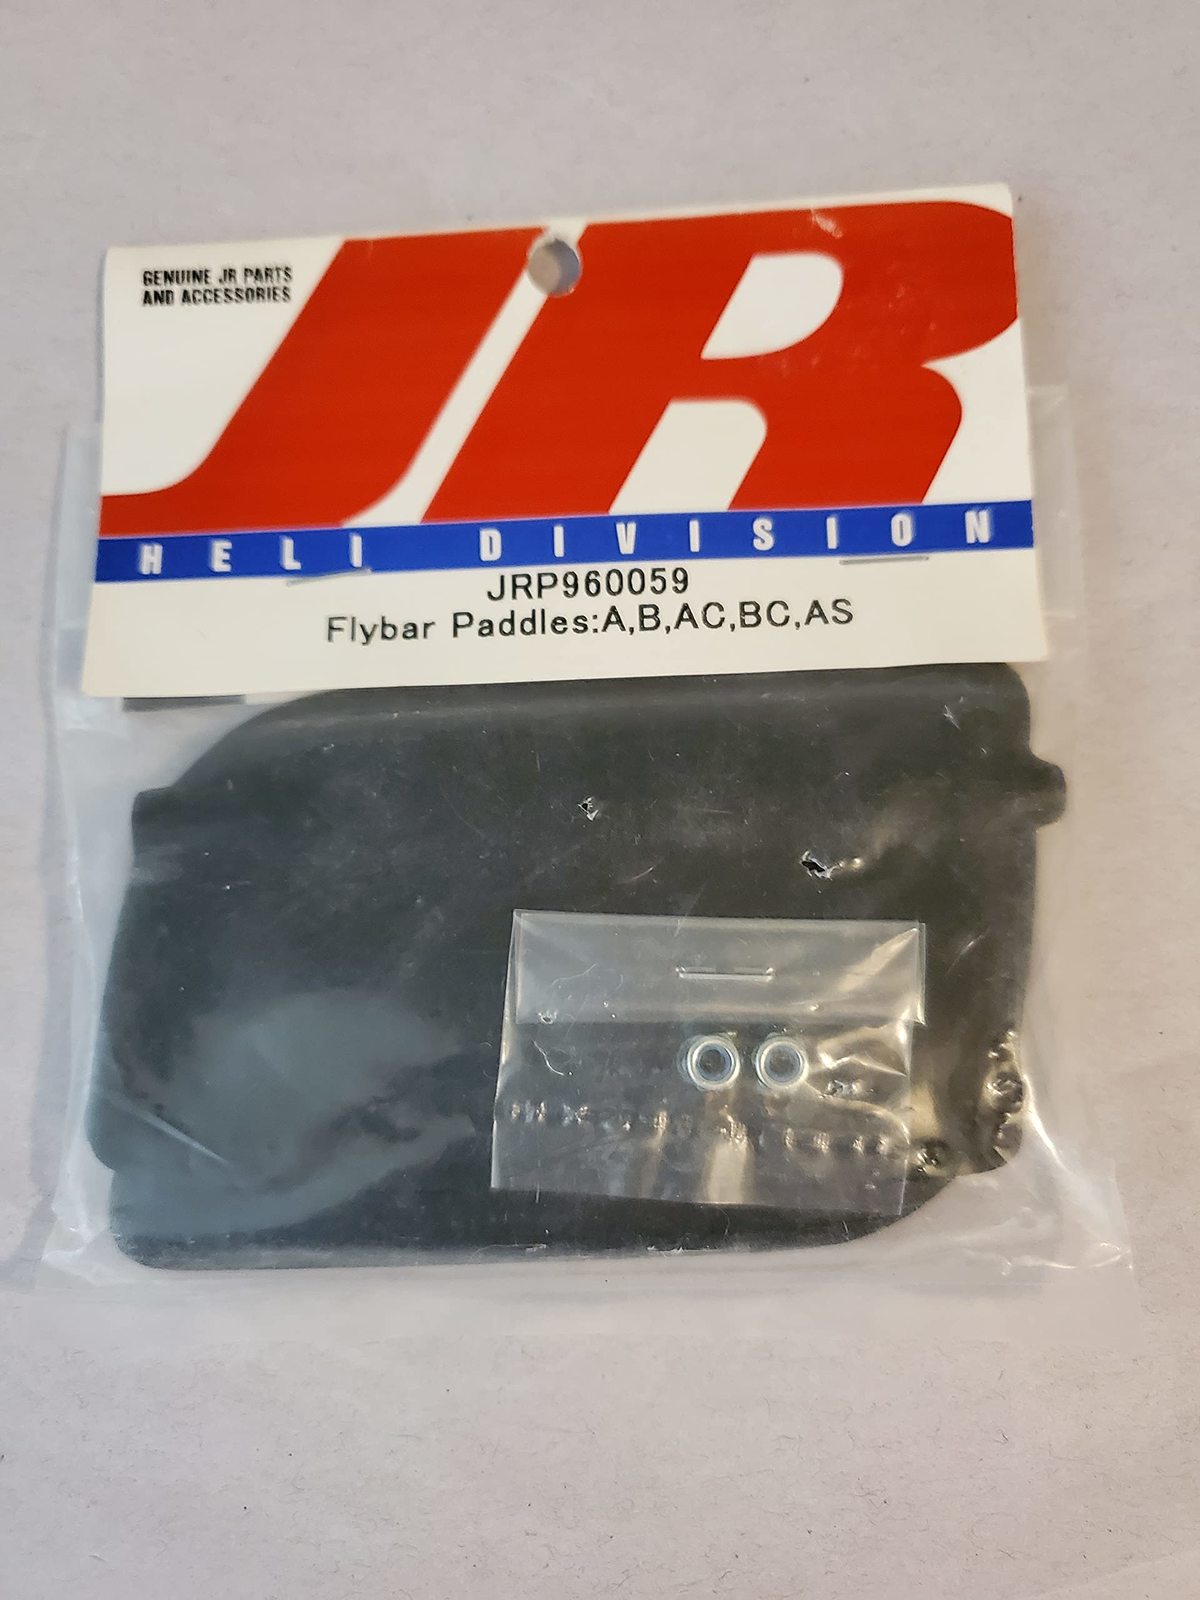 GENUINE JR PARTS
AND ACCESSORIES
JR
HELI DIVISION
JRP960059
Flybar Paddles:A,B,AC,BC,AS